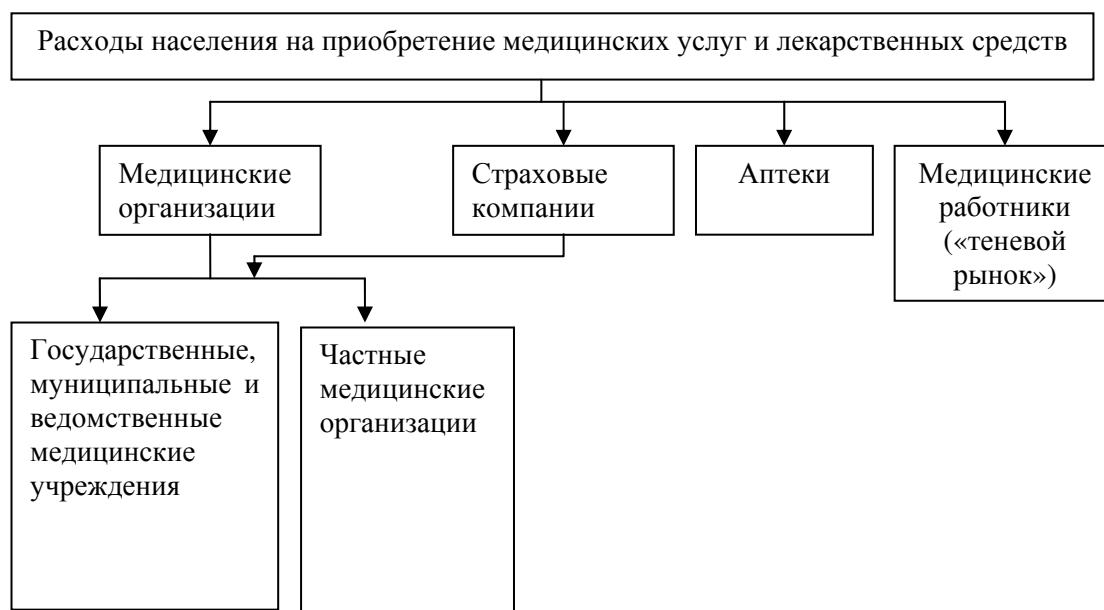 Расходы населения на приобретение медицинских услуг и лекарственных средств
Медицинские
организации
Страховые
компании
Аптеки
Медицинские
работники
(«теневой
рынок»)
Государственные,
муниципальные и
ведомственные
медицинские
учреждения
Частные
медицинские
организации